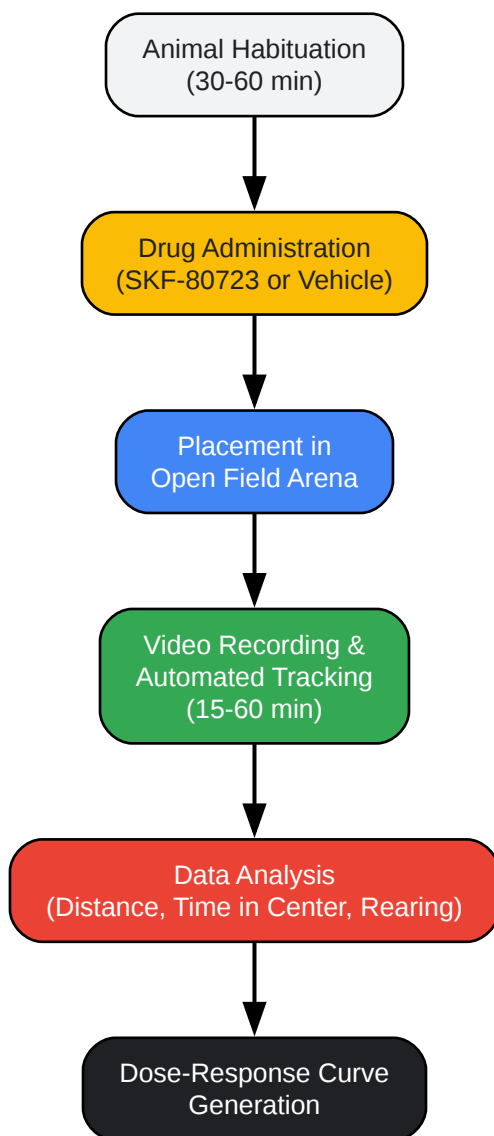 Animal Habituation
(30-60 min)
Drug Administration
(SKF-80723 or Vehicle)
Placement in
Open Field Arena
Video Recording &
Automated Tracking
(15-60 min)
Data Analysis
(Distance, Time in Center, Rearing)
Dose-Response Curve
Generation